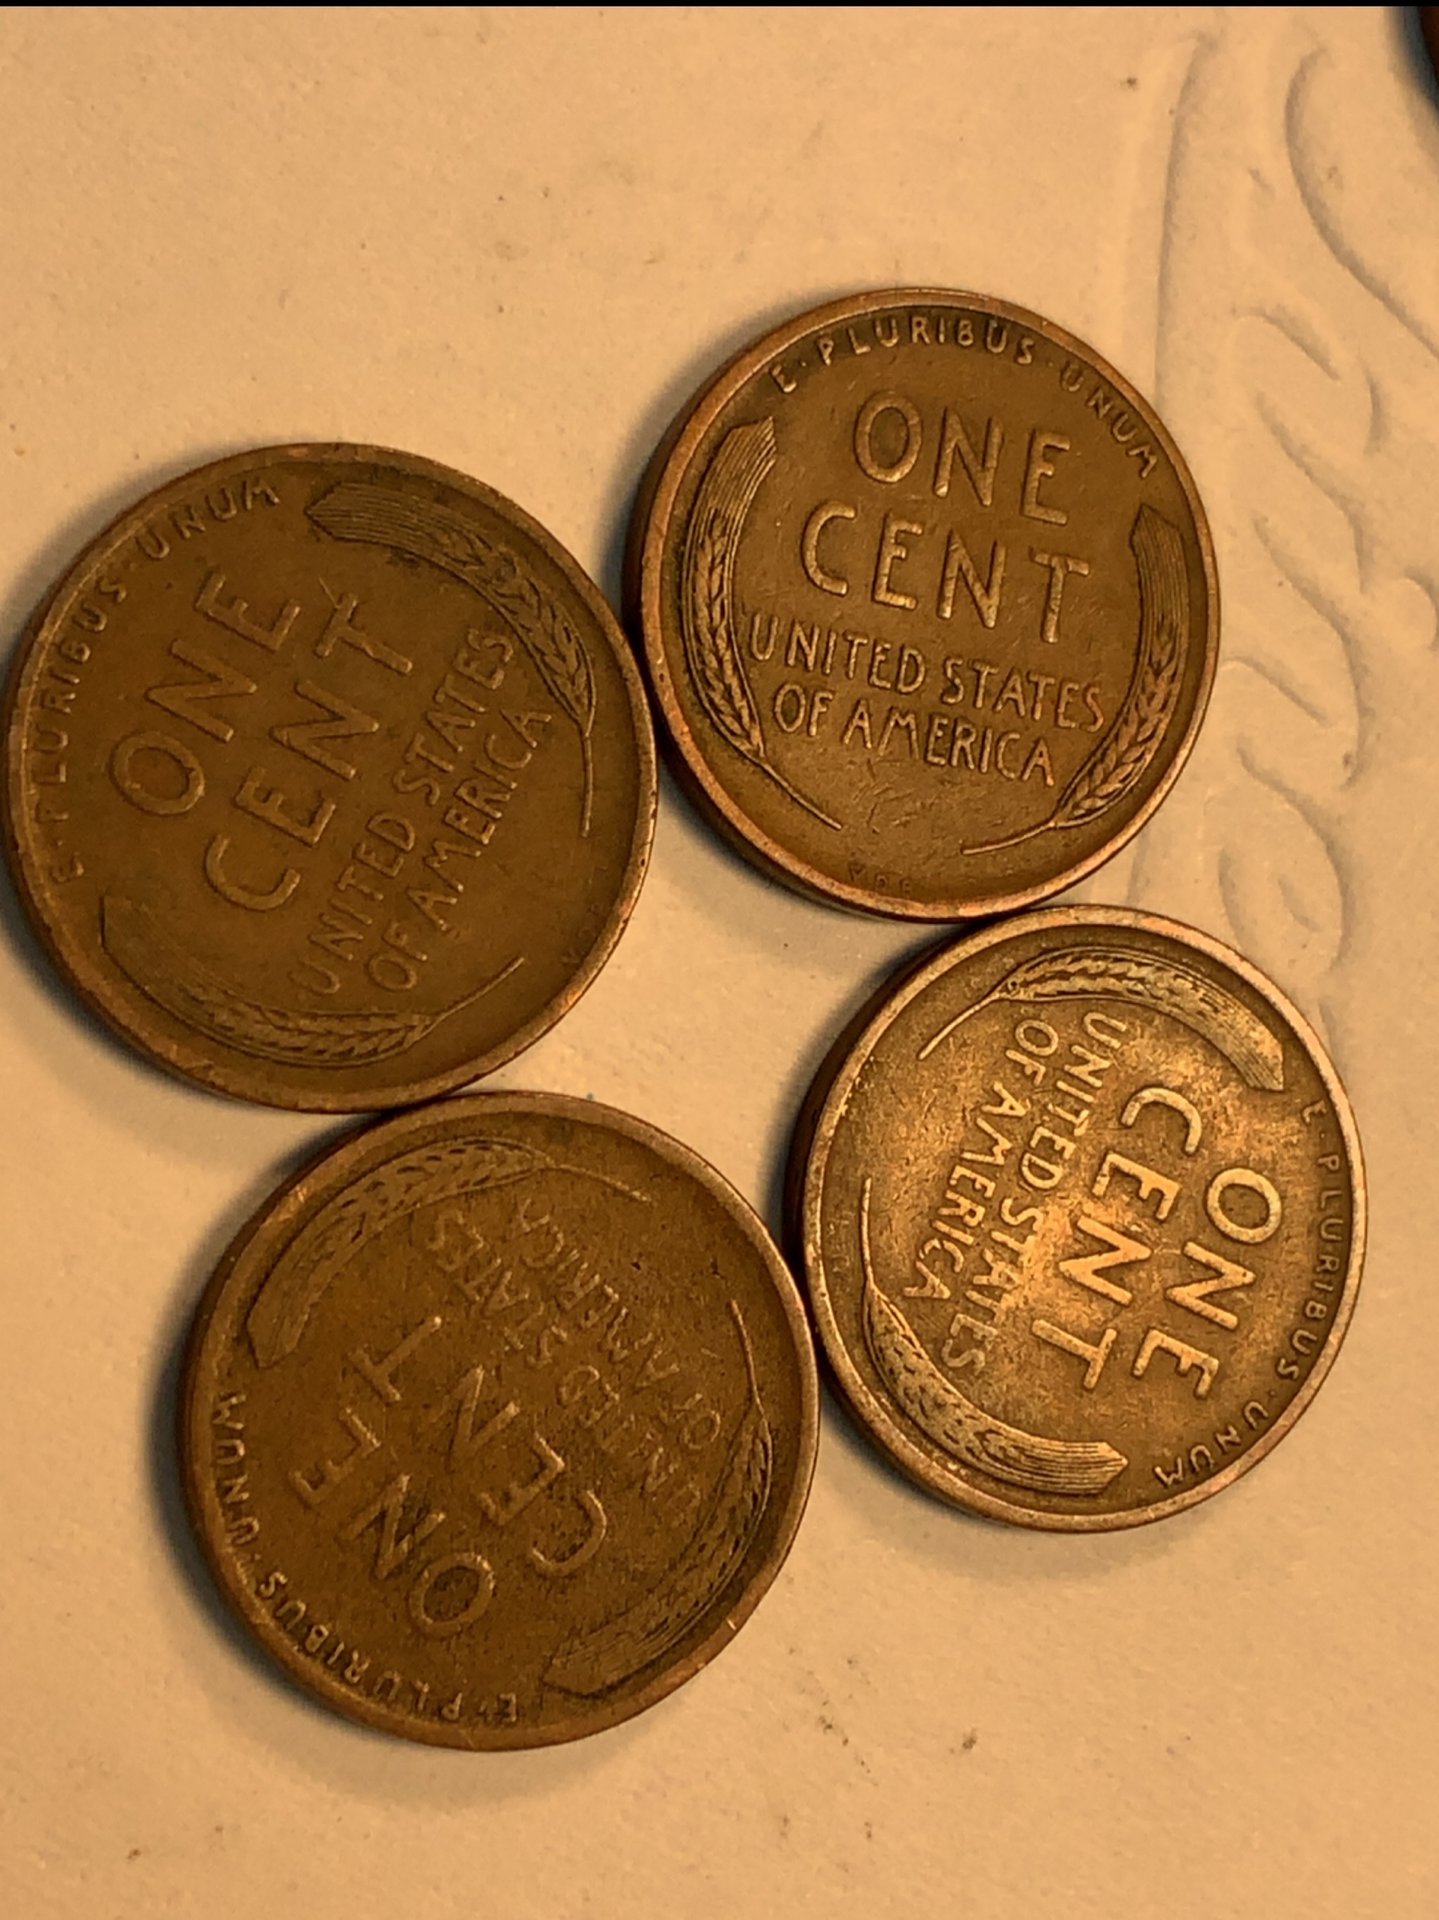 E·PLURIBUS·UNUM
ONE
CENT
UNITED STATES
OF AMERICA
V.D.B.
E·PLURIBUS·UNUM
ONE
CENT
UNITED STATES
OF AMERICA
E·PLURIBUS·UNUM
ONE
CENT
UNITED STATES
OF AMERICA
E·PLURIBUS·UNUM
ONE
CENT
UNITED STATES
OF AMERICA